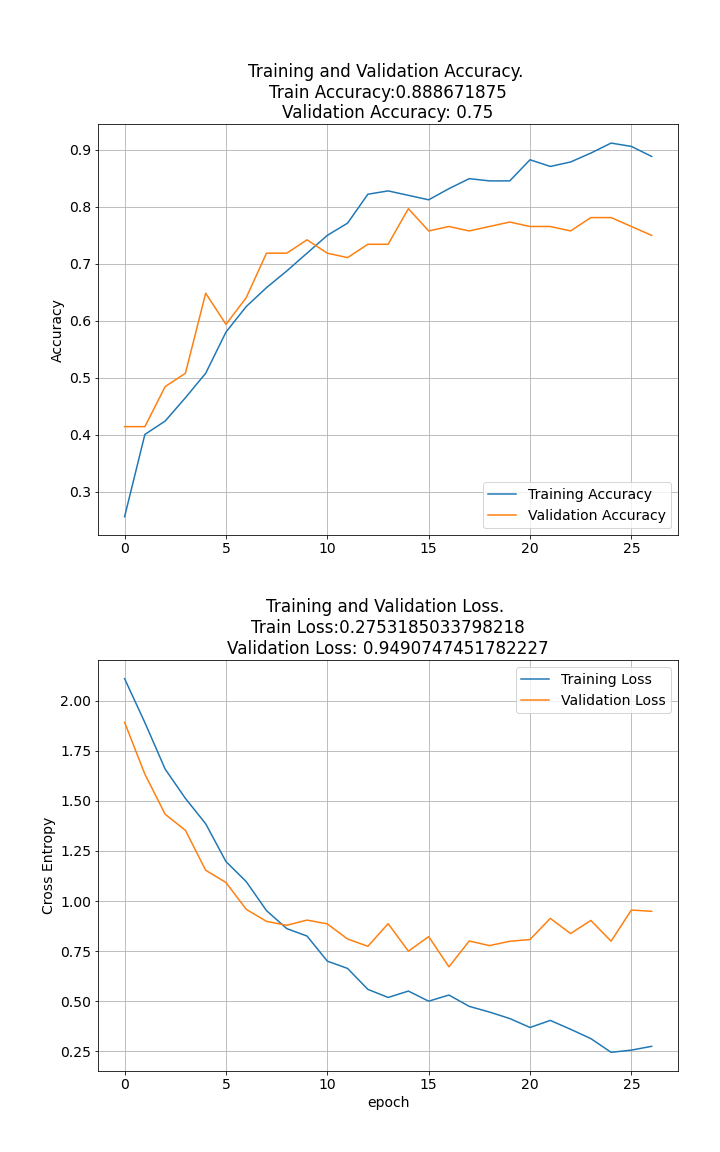 Training and Validation Accuracy.
Train Accuracy:0.888671875
Validation Accuracy: 0.75
0.9
0.8
0.7
0.6
0.5
0.4
0.3
Accuracy
Training Accuracy
Validation Accuracy
0 5 10 15 20 25
Training and Validation Loss.
Train Loss:0.2753185033798218
Validation Loss: 0.9490747451782227
2.00
1.75
1.50
1.25
1.00
0.75
0.50
0.25
Cross Entropy
Training Loss
Validation Loss
0 5 10 15 20 25
epoch